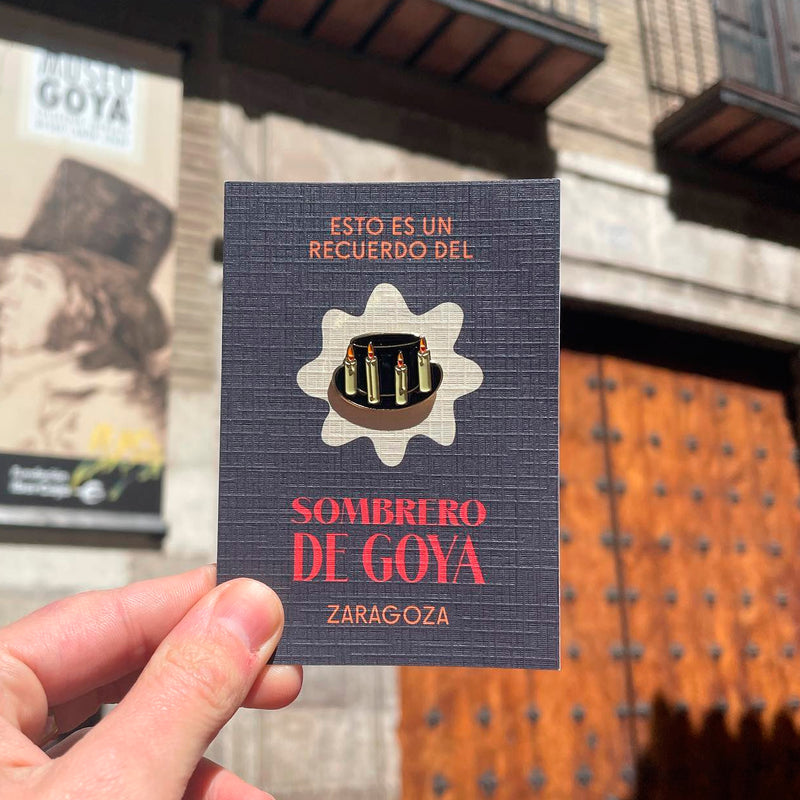 MUSEO
GOYA
ESTO ES UN
RECUERDO DEL
SOMBRERO
DE GOYA
ZARAGOZA